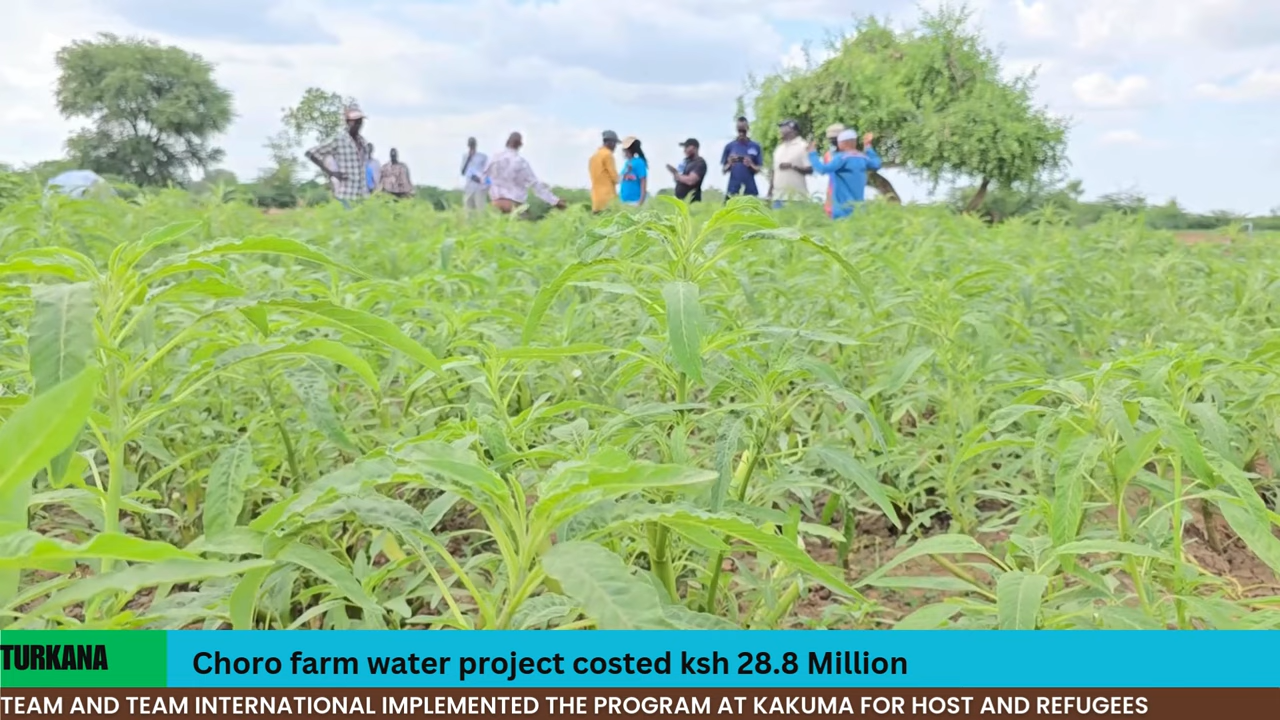 TURKANA
Choro farm water project costed ksh 28.8 Million
TEAM AND TEAM INTERNATIONAL IMPLEMENTED THE PROGRAM AT KAKUMA FOR HOST AND REFUGEES